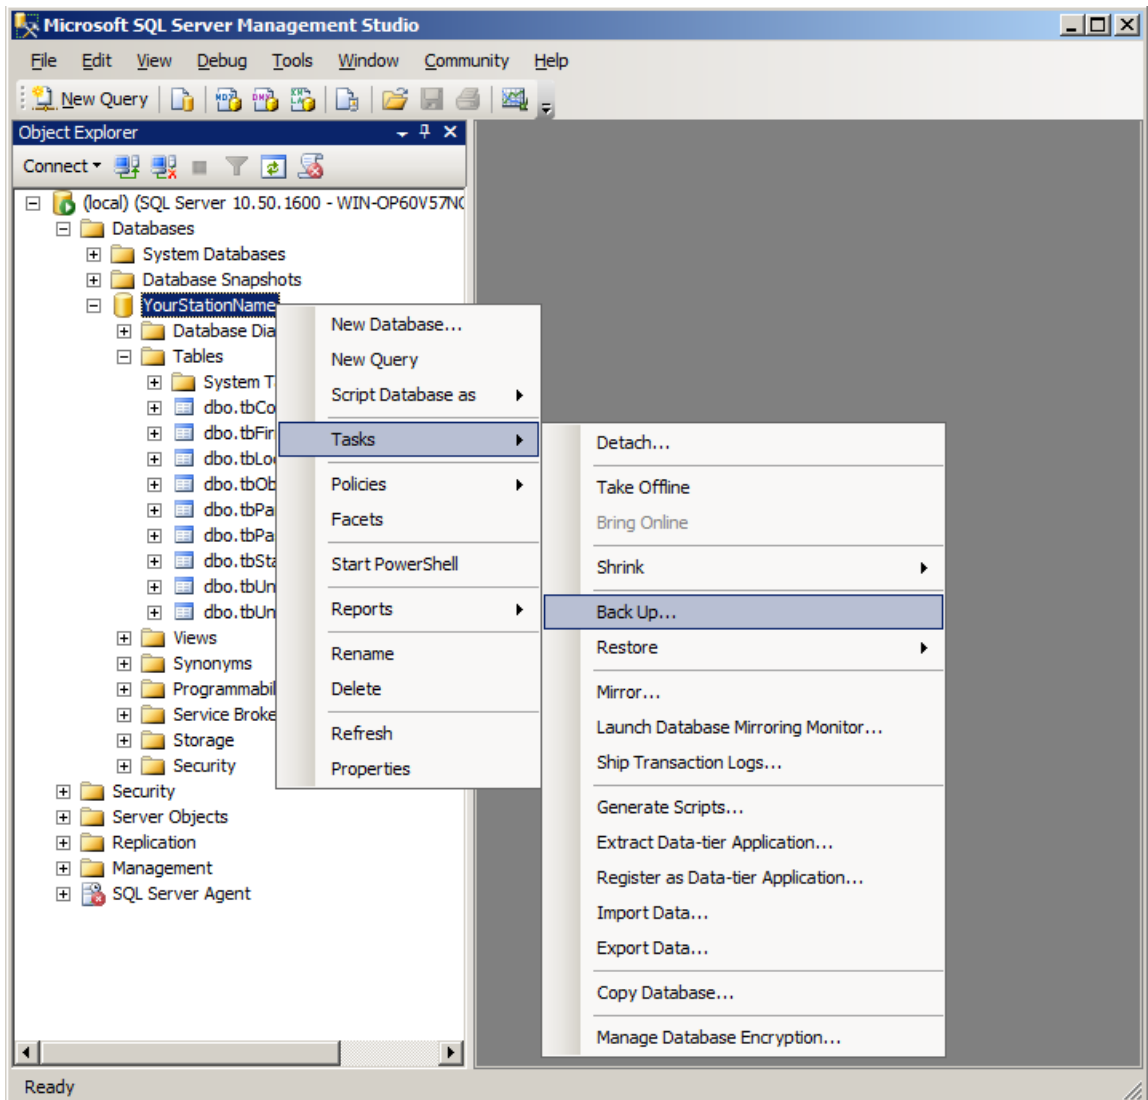 Microsoft SQL Server Management Studio
File Edit View Debug Tools Window Community Help
New Query
Object Explorer
Connect
(local) (SQL Server 10.50.1600 - WIN-OP60V57NC
Databases
System Databases
Database Snapshots
YourStationName
Database Dia
Tables
System T
dbo.tbCo
dbo.tbFir
dbo.tbLo
dbo.tbOb
dbo.tbPa
dbo.tbPa
dbo.tbSta
dbo.tbUn
dbo.tbUn
Views
Synonyms
Programmabil
Service Broke
Storage
Security
Security
Server Objects
Replication
Management
SQL Server Agent
New Database...
New Query
Script Database as
Tasks
Policies
Facets
Start PowerShell
Reports
Rename
Delete
Refresh
Properties
Detach...
Take Offline
Bring Online
Shrink
Back Up...
Restore
Mirror...
Launch Database Mirroring Monitor...
Ship Transaction Logs...
Generate Scripts...
Extract Data-tier Application...
Register as Data-tier Application...
Import Data...
Export Data...
Copy Database...
Manage Database Encryption...
Ready